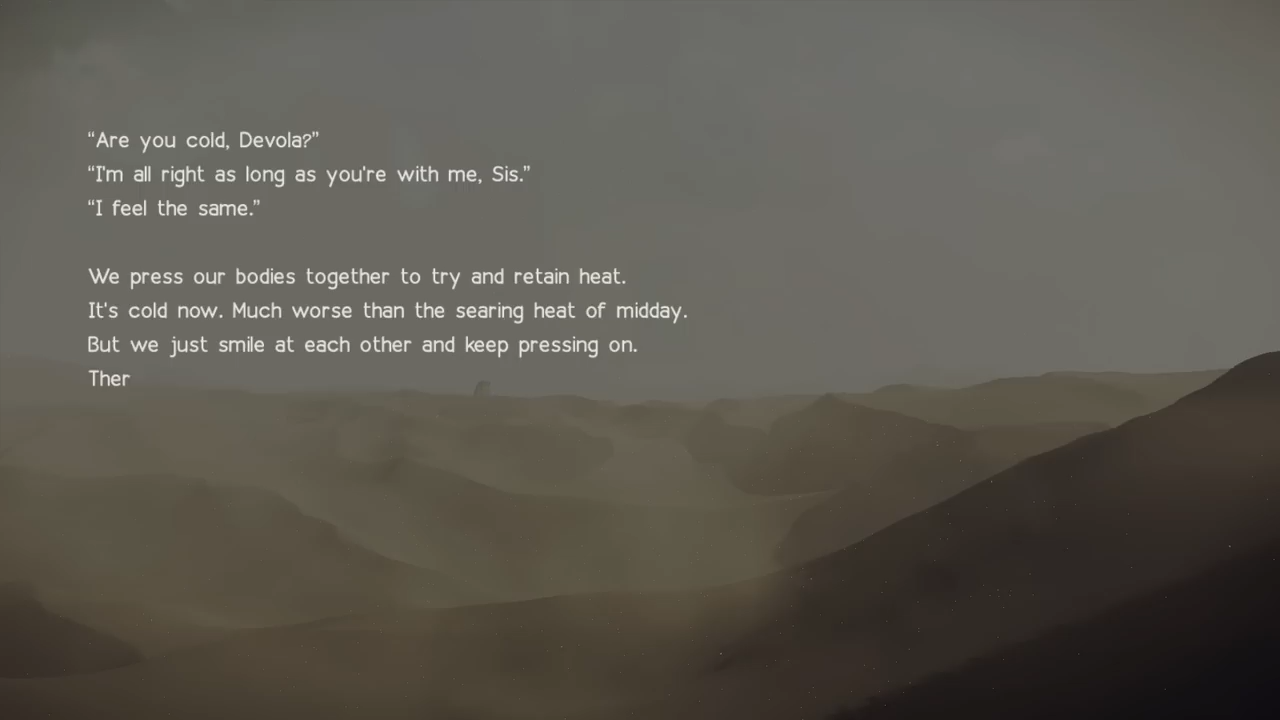 “Are you cold, Devola?”
“I'm all right as long as you're with me, Sis.”
“I feel the same.”
We press our bodies together to try and retain heat.
It's cold now. Much worse than the searing heat of midday.
But we just smile at each other and keep pressing on.
Ther